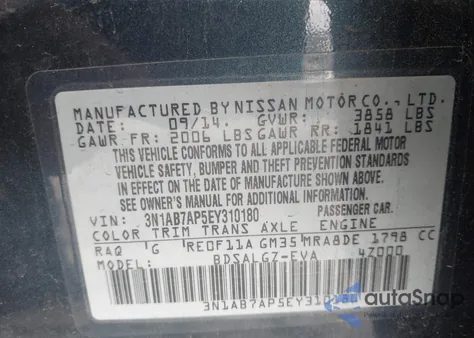 MANUFACTURED BY NISSAN MOTOR CO., LTD.
DATE: 09/14. GVWR: 3858 LBS
GAWR FR: 2006 LBS GAWR RR: 1841 LBS
THIS VEHICLE CONFORMS TO ALL APPLICABLE FEDERAL MOTOR
VEHICLE SAFETY, BUMPER, AND THEFT PREVENTION STANDARDS
IN EFFECT ON THE DATE OF MANUFACTURE SHOWN ABOVE.
SEE OWNER'S MANUAL FOR ADDITIONAL INFORMATION.
VIN: 3N1AB7AP5EY310180 PASSENGER CAR.
COLOR TRIM TRANS AXLE ENGINE
RAQ G RE0F11A GM35 MRA8DE 1798 CC
MODEL: BDSALGZ-EVA 4Z000
3N1AB7AP5EY310180
autoSnap